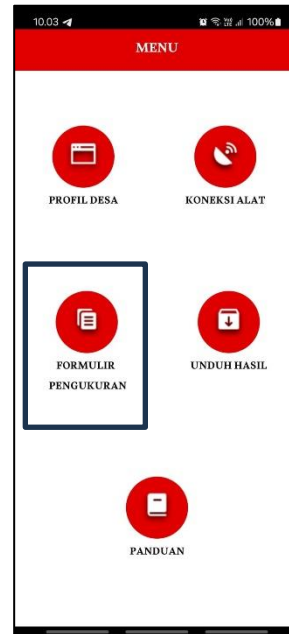 10.03
100%
MENU
PROFIL DESA
KONEKSI ALAT
FORMULIR
PENGUKURAN
UNDUH HASIL
PANDUAN